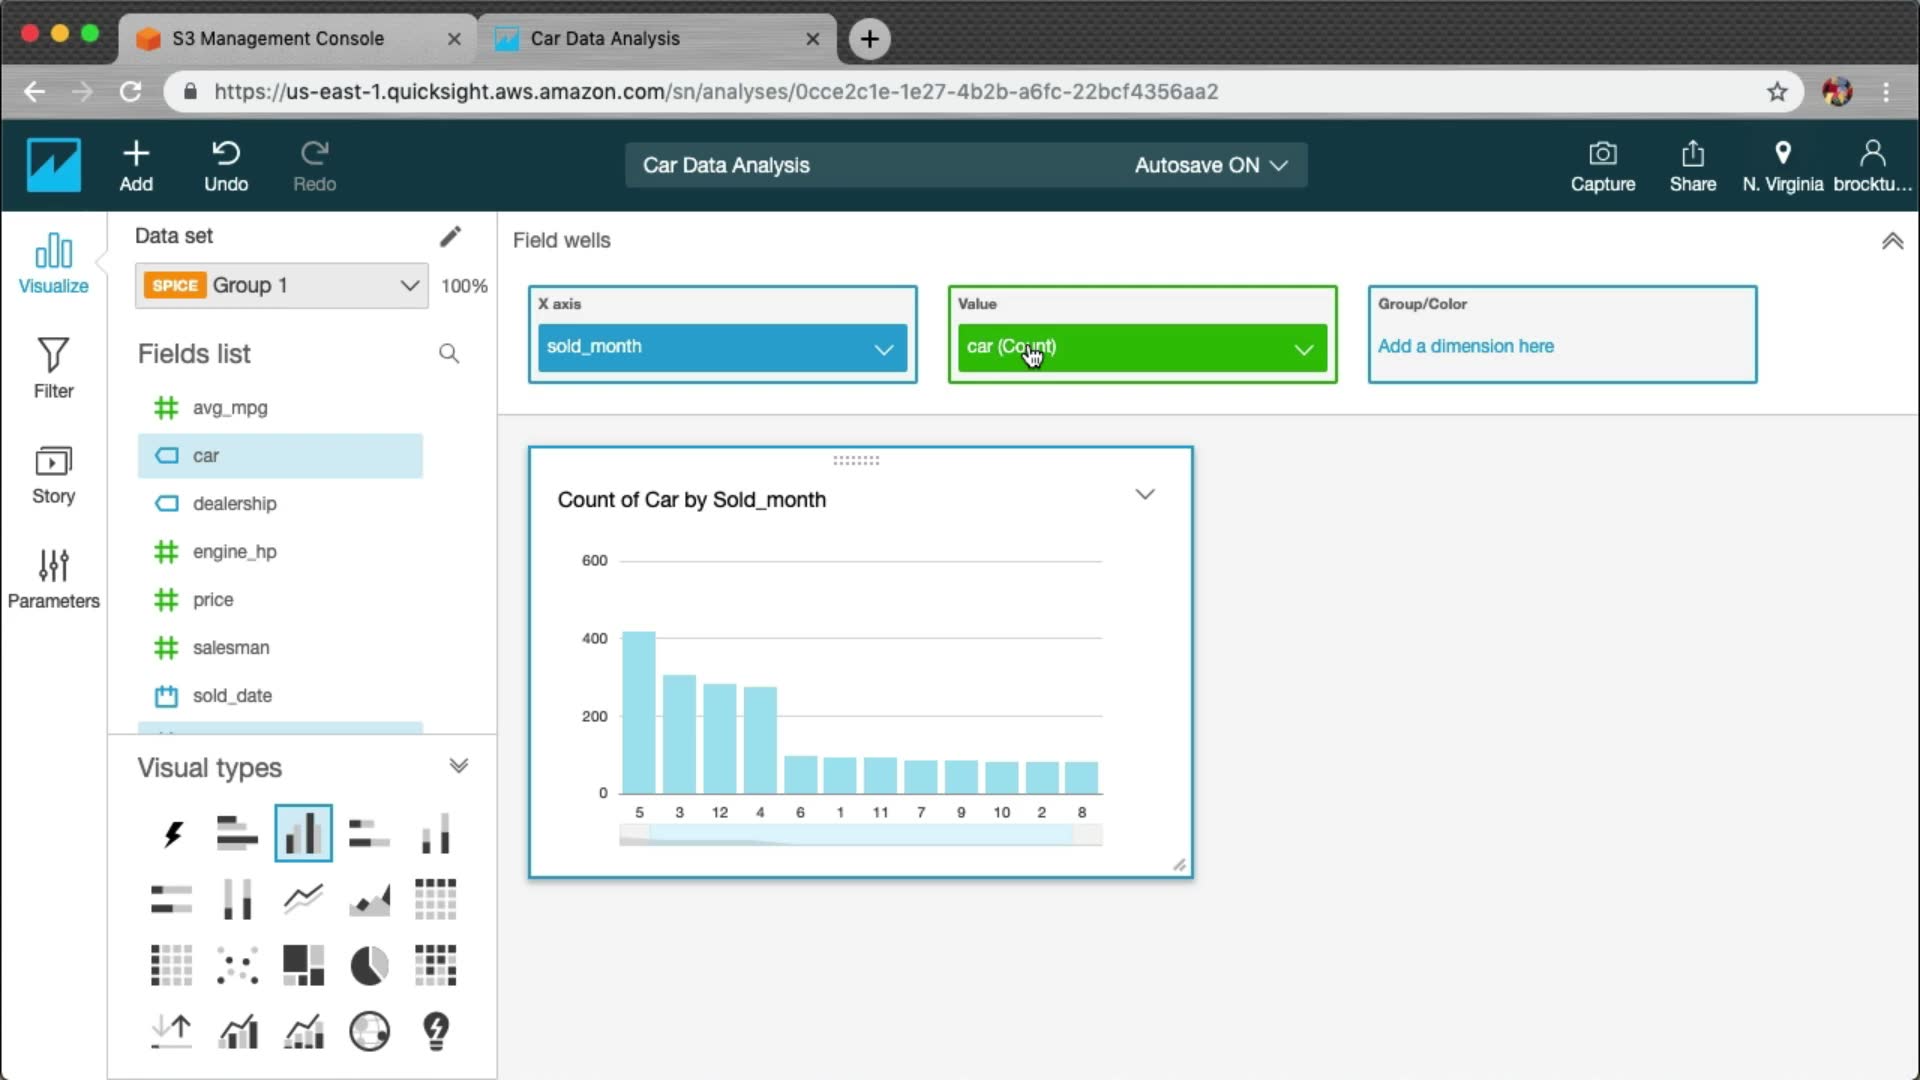 S3 Management Console
Car Data Analysis
https://us-east-1.quicksight.aws.amazon.com/sn/analyses/0cce2c1e-1e27-4b2b-a6fc-22bcf4356aa2
Add
Undo
Redo
Car Data Analysis
Autosave ON
Capture
Share
N. Virginia
brocktu...
Visualize
Filter
Story
Parameters
Data set
SPICE Group 1
100%
Fields list
avg_mpg
car
dealership
engine_hp
price
salesman
sold_date
Visual types
Field wells
X axis
sold_month
Value
car (Count)
Group/Color
Add a dimension here
Count of Car by Sold_month
600
400
200
0
5 3 12 4 6 1 11 7 9 10 2 8